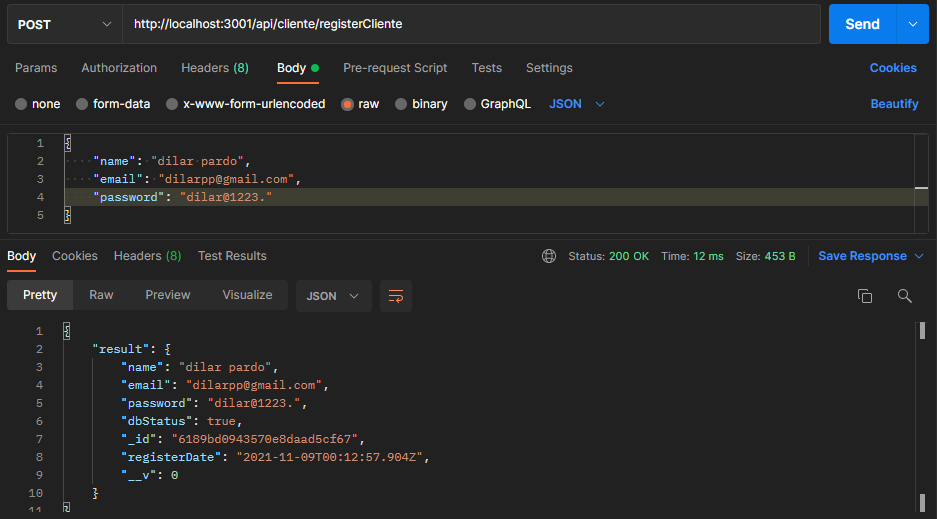 POST http://localhost:3001/api/cliente/registerCliente Send
Params Authorization Headers (8) Body Pre-request Script Tests Settings Cookies
none form-data x-www-form-urlencoded raw binary GraphQL JSON Beautify
1 {
2 "name": "dilar pardo",
3 "email": "dilarpp@gmail.com",
4 "password": "dilar@1223."
5 }
Body Cookies Headers (8) Test Results Status: 200 OK Time: 12 ms Size: 453 B Save Response
Pretty Raw Preview Visualize JSON
1 {
2 "result": {
3 "name": "dilar pardo",
4 "email": "dilarpp@gmail.com",
5 "password": "dilar@1223.",
6 "dbStatus": true,
7 "_id": "6189bd0943570e8daad5cf67",
8 "registerDate": "2021-11-09T00:12:57.904Z",
9 "__v": 0
10 }
11 }